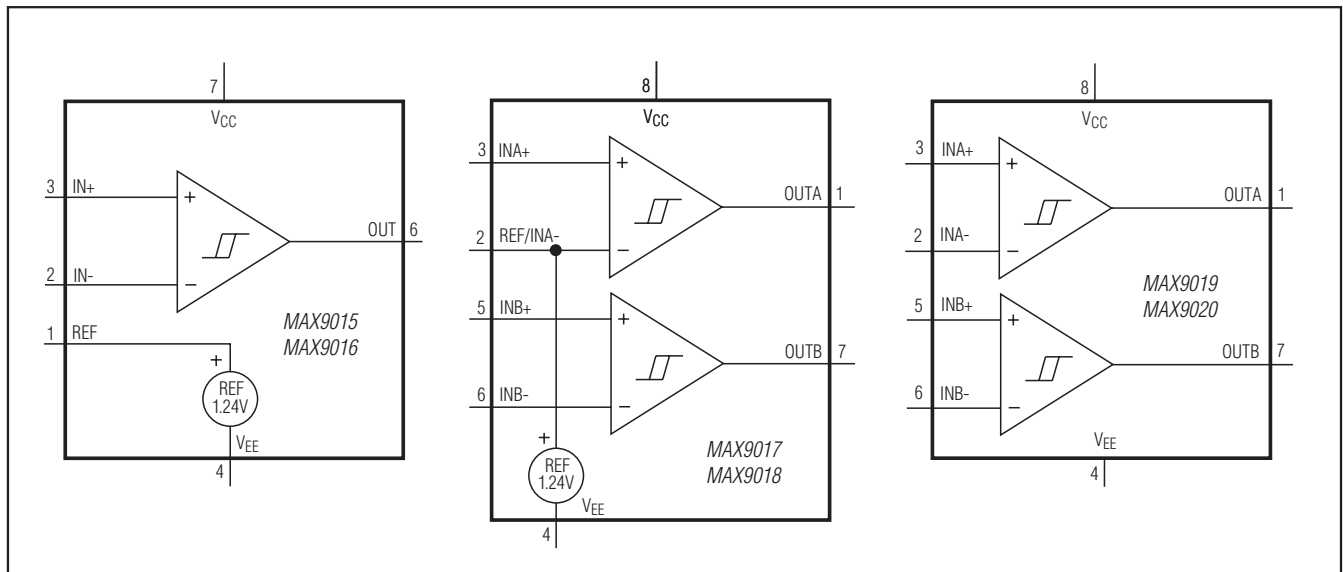 7
VCC
3 IN+
+
OUT 6
2 IN-
−
MAX9015
MAX9016
1 REF
+
REF
1.24V
VEE
4
8
VCC
3 INA+
+
OUTA 1
2 REF/INA-
−
5 INB+
+
OUTB 7
6 INB-
−
+
REF
1.24V
MAX9017
MAX9018
VEE
4
8
VCC
3 INA+
+
OUTA 1
2 INA-
−
MAX9019
MAX9020
5 INB+
+
OUTB 7
6 INB-
−
VEE
4